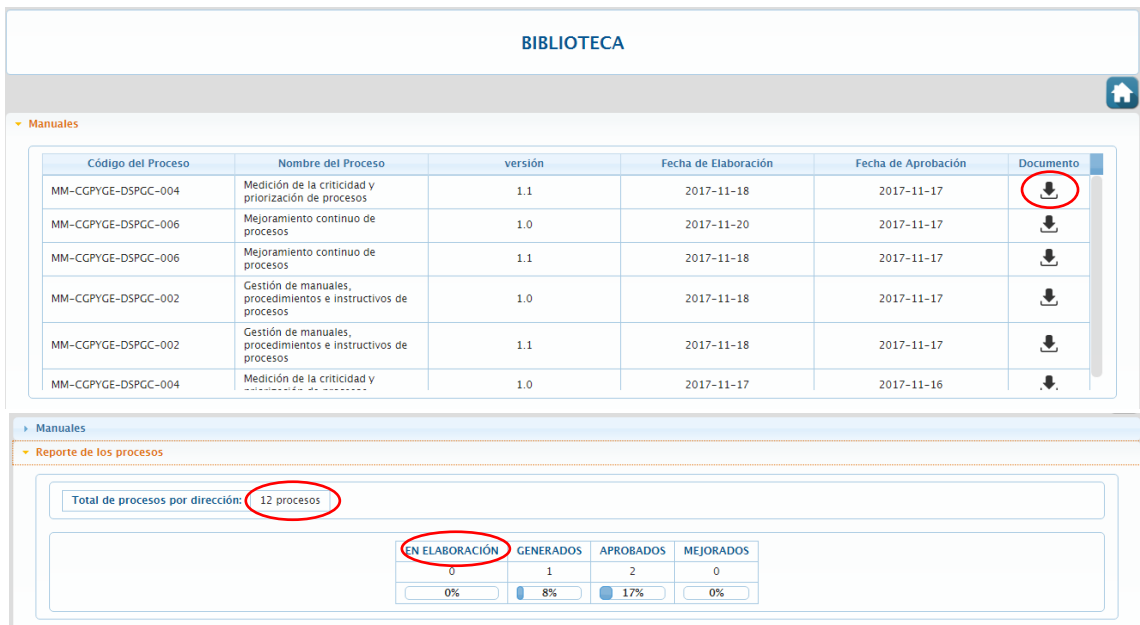 BIBLIOTECA
Manuales
Código del Proceso Nombre del Proceso versión Fecha de Elaboración Fecha de Aprobación Documento
MM-CGPYGE-DSPGC-004 Medición de la criticidad y 1.1 2017-11-18 2017-11-17
priorización de procesos
MM-CGPYGE-DSPGC-006 Mejoramiento continuo de 1.0 2017-11-20 2017-11-17
procesos
MM-CGPYGE-DSPGC-006 Mejoramiento continuo de 1.1 2017-11-18 2017-11-17
procesos
Gestión de manuales,
MM-CGPYGE-DSPGC-002 procedimientos e instructivos de 1.0 2017-11-18 2017-11-17
procesos
Gestión de manuales,
MM-CGPYGE-DSPGC-002 procedimientos e instructivos de 1.1 2017-11-18 2017-11-17
procesos
MM-CGPYGE-DSPGC-004 Medición de la criticidad y 1.0 2017-11-17 2017-11-16
Manuales
Reporte de los procesos
Total de procesos por dirección: 12 procesos
EN ELABORACIÓN GENERADOS APROBADOS MEJORADOS
0 1 2 0
0% 8% 17% 0%